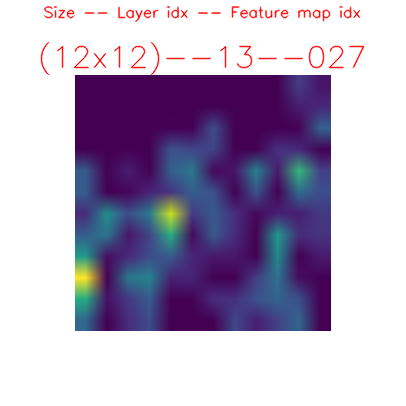 Size -- Layer idx -- Feature map idx
(12x12)--13--027